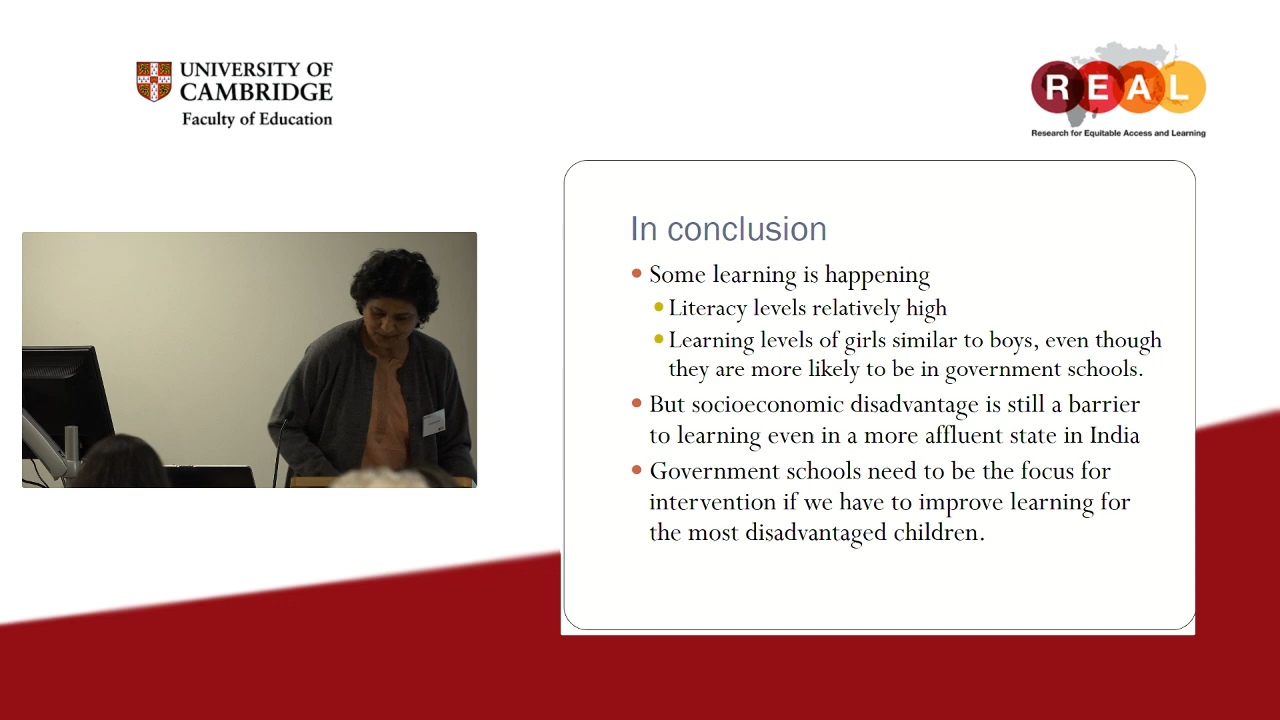 UNIVERSITY OF
CAMBRIDGE
Faculty of Education
REAL
Research for Equitable Access and Learning
In conclusion
• Some learning is happening
• Literacy levels relatively high
• Learning levels of girls similar to boys, even though
they are more likely to be in government schools.
• But socioeconomic disadvantage is still a barrier
to learning even in a more affluent state in India
• Government schools need to be the focus for
intervention if we have to improve learning for
the most disadvantaged children.